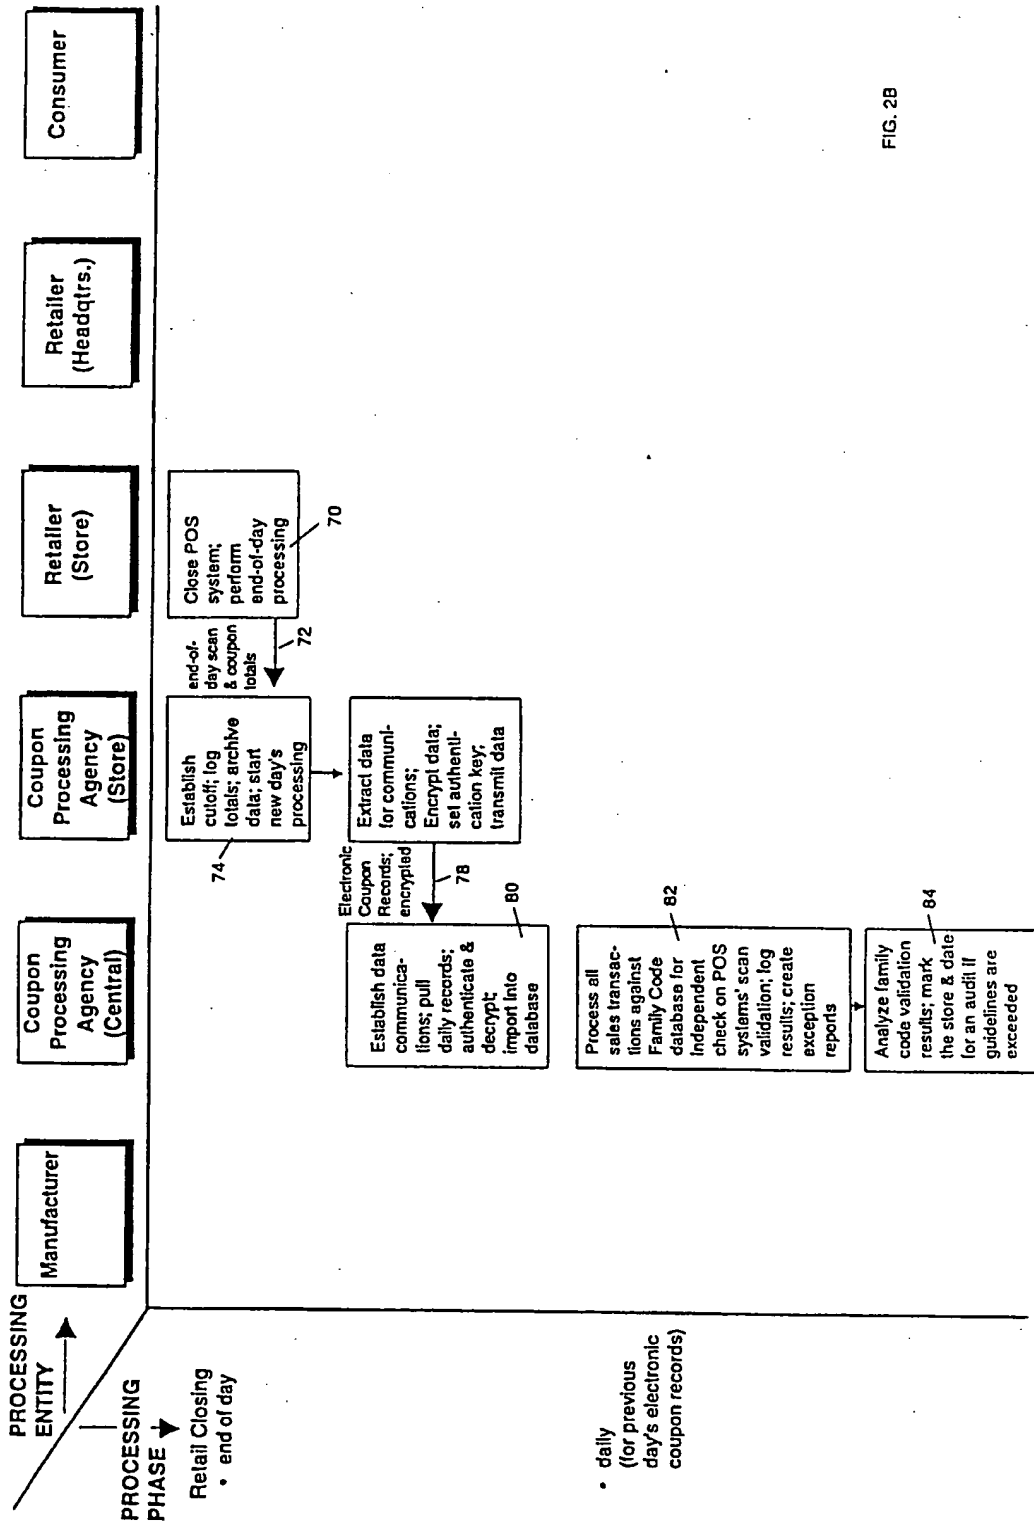 PROCESSING
ENTITY
PROCESSING
PHASE
Manufacturer
Coupon
Processing
Agency
(Central)
Coupon
Processing
Agency
(Store)
Retailer
(Store)
Retailer
(Headqtrs.)
Consumer
Retail Closing
• end of day
Close POS
system;
perform
end-of-day
processing
70
end-of-
day scan
& coupon
totals
72
Establish
cutoff; log
totals; archive
data; start
new day's
processing
74
Extract data
for communi-
cations;
Encrypt data;
set authenti-
cation key;
transmit data
Electronic
Coupon
Records;
encrypted
78
Establish data
communica-
tions; pull
daily records;
authenticate &
decrypt;
import into
database
80
• daily
(for previous
day's electronic
coupon records)
Process all
sales transac-
tions against
Family Code
database for
Independent
check on POS
systems' scan
validation; log
results; create
exception
reports
82
Analyze family
code validation
results; mark
the store & date
for an audit if
guidelines are
exceeded
84
FIG. 2B